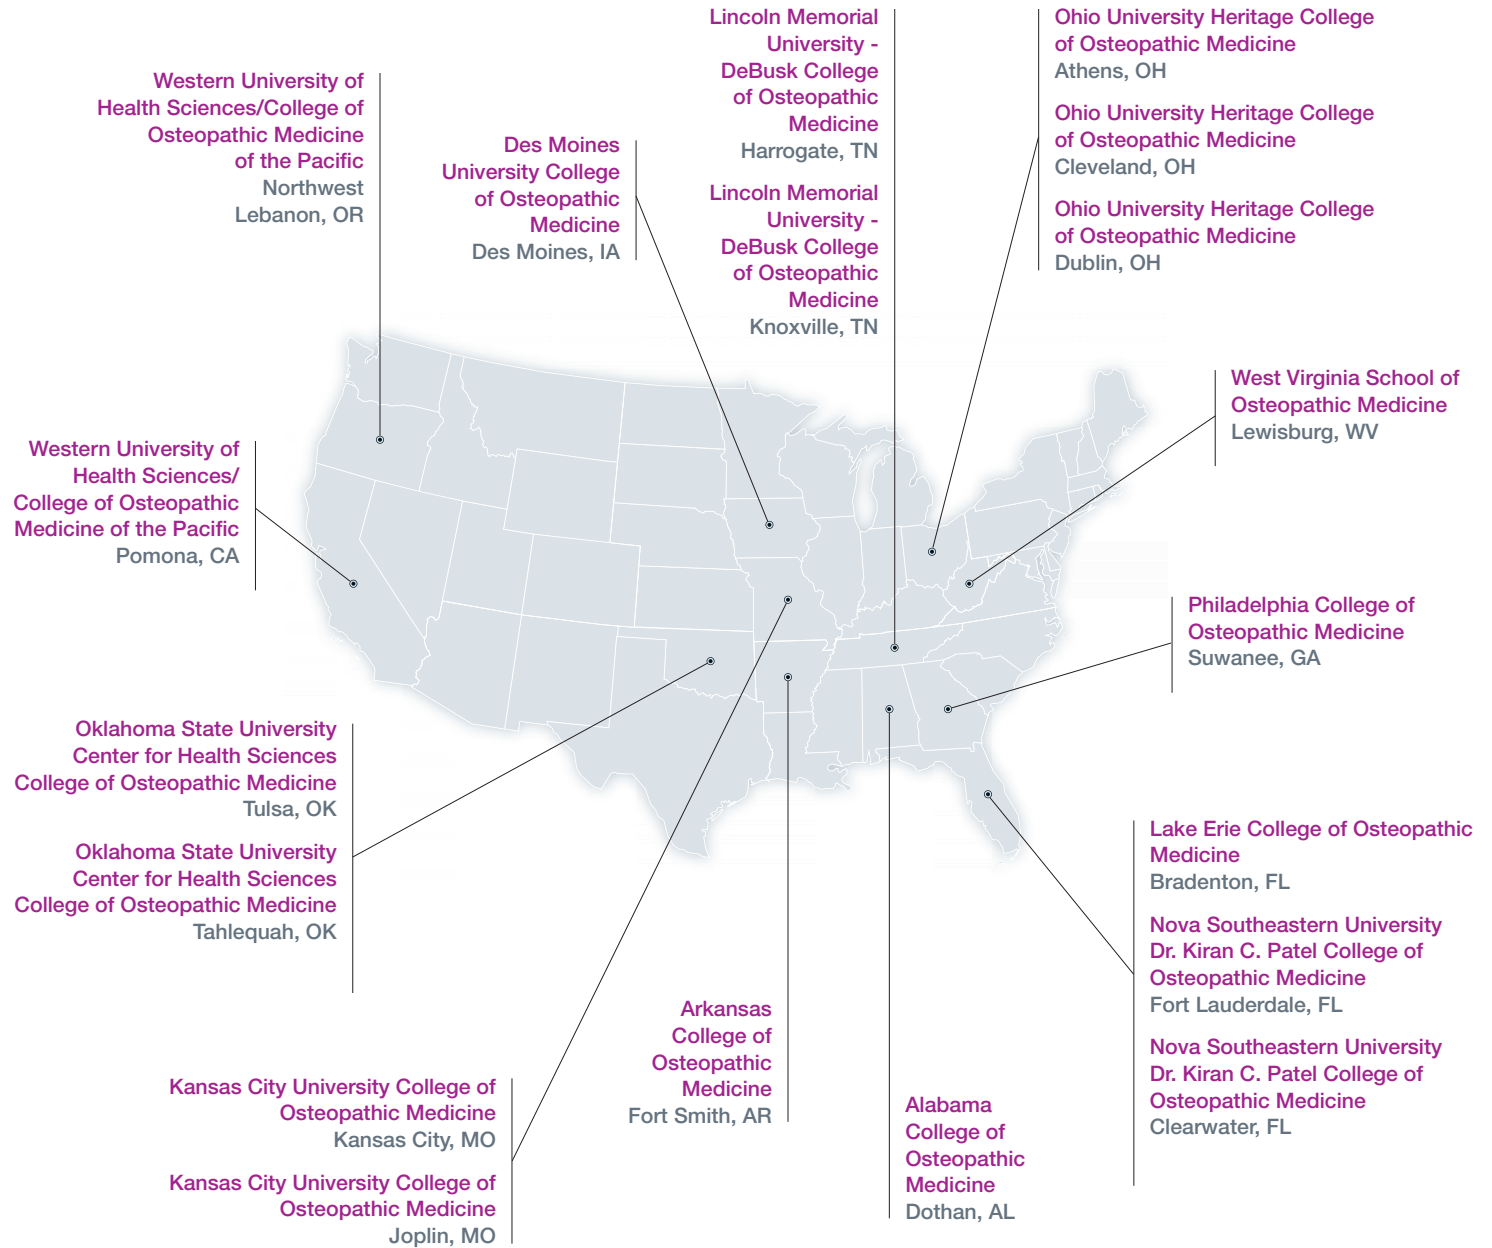 Western University of
Health Sciences/College of
Osteopathic Medicine
of the Pacific
Northwest
Lebanon, OR
Des Moines
University College
of Osteopathic
Medicine
Des Moines, IA
Lincoln Memorial
University -
DeBusk College
of Osteopathic
Medicine
Harrogate, TN
Lincoln Memorial
University -
DeBusk College
of Osteopathic
Medicine
Knoxville, TN
Ohio University Heritage College
of Osteopathic Medicine
Athens, OH
Ohio University Heritage College
of Osteopathic Medicine
Cleveland, OH
Ohio University Heritage College
of Osteopathic Medicine
Dublin, OH
West Virginia School of
Osteopathic Medicine
Lewisburg, WV
Western University of
Health Sciences/
College of Osteopathic
Medicine of the Pacific
Pomona, CA
Philadelphia College of
Osteopathic Medicine
Suwanee, GA
Oklahoma State University
Center for Health Sciences
College of Osteopathic Medicine
Tulsa, OK
Oklahoma State University
Center for Health Sciences
College of Osteopathic Medicine
Tahlequah, OK
Lake Erie College of Osteopathic
Medicine
Bradenton, FL
Nova Southeastern University
Dr. Kiran C. Patel College of
Osteopathic Medicine
Fort Lauderdale, FL
Nova Southeastern University
Dr. Kiran C. Patel College of
Osteopathic Medicine
Clearwater, FL
Arkansas
College of
Osteopathic
Medicine
Fort Smith, AR
Kansas City University College of
Osteopathic Medicine
Kansas City, MO
Kansas City University College of
Osteopathic Medicine
Joplin, MO
Alabama
College of
Osteopathic
Medicine
Dothan, AL